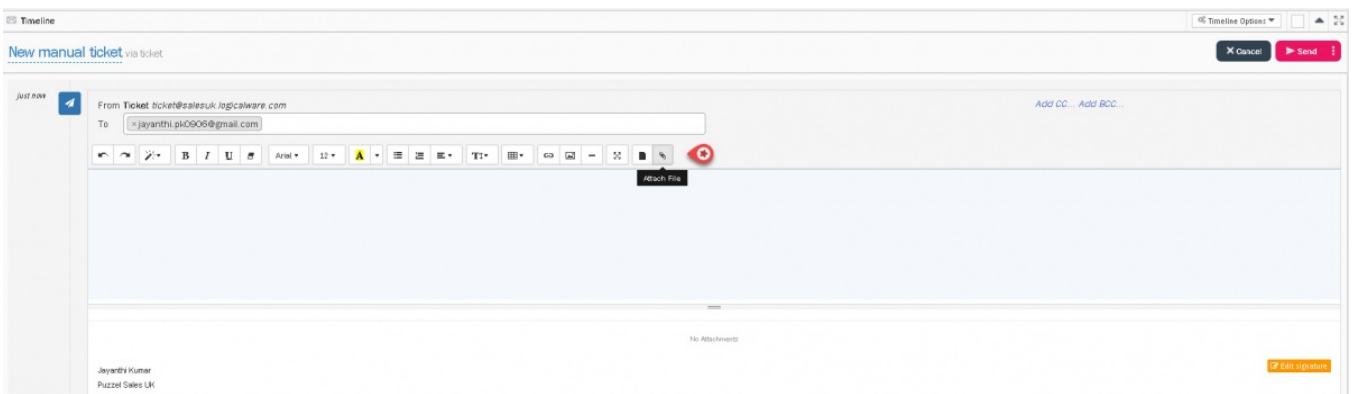 Timeline
Timeline Options
New manual ticket via ticket
X Cancel
Send
just now
From Ticket ticket@salesuk.logicalware.com
Add CC... Add BCC...
To
×jayanthi.pk0906@gmail.com
B I U Arial 12 A TI
Attach File
No Attachments
Jayanthi Kumar
Edit signature
Puzzel Sales UK